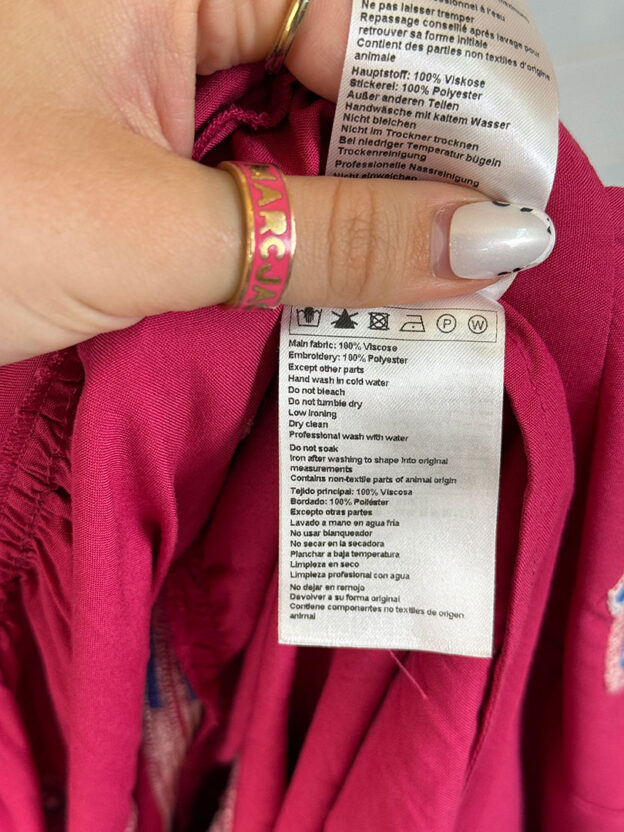 à l'eau
Ne pas laisser tremper
Repassage conseillé après lavage pour
retrouver sa forme initiale
Contient des parties non textiles d'origine
animale
Hauptstoff: 100% Viskose
Stickerei: 100% Polyester
Außer anderen Teilen
Handwäsche mit kaltem Wasser
Nicht bleichen
Nicht im Trockner trocknen
Bei niedriger Temperatur bügeln
Trockenreinigung
Professionelle Nassreinigung
Nicht einweichen
MARC JA
P W
Main fabric: 100% Viscose
Embroidery: 100% Polyester
Except other parts
Hand wash in cold water
Do not bleach
Do not tumble dry
Low ironing
Dry clean
Professional wash with water
Do not soak
Iron after washing to shape into original
measurements
Contains non-textile parts of animal origin
Tejido principal: 100% Viscosa
Bordado: 100% Poliéster
Excepto otras partes
Lavado a mano en agua fría
No usar blanqueador
No secar en la secadora
Planchar a baja temperatura
Limpieza en seco
Limpieza profesional con agua
No dejar en remojo
Devolver a su forma original
Contiene componentes no textiles de origen
animal